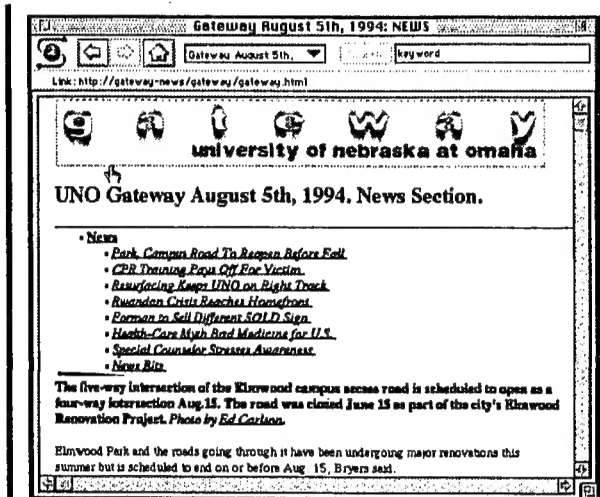 Gateway August 5th, 1994: NEWS
Gateway August 5th,
keyword
Link: http://gateway-news/gateway/gateway.html
gateway
university of nebraska at omaha
UNO Gateway August 5th, 1994. News Section.
• News
• Park, Campus Road To Reopen Before Fall
• CPR Training Pays Off For Victim
• Resurfacing Keeps UNO on Right Track
• Rwandan Crisis Reaches Homefront
• Forman to Sell Different SOLD Sign
• Health-Care Myth Bad Medicine for U.S.
• Special Counselor Stresses Awareness
• News Bits
The five-way intersection of the Elmwood campus access road is scheduled to open as a
four-way intersection Aug.15. The road was closed June 15 as part of the city's Elmwood
Renovation Project. Photo by Ed Carlson.
Elmwood Park and the roads going through it have been undergoing major renovations this
summer but is scheduled to end on or before Aug. 15, Bryers said.